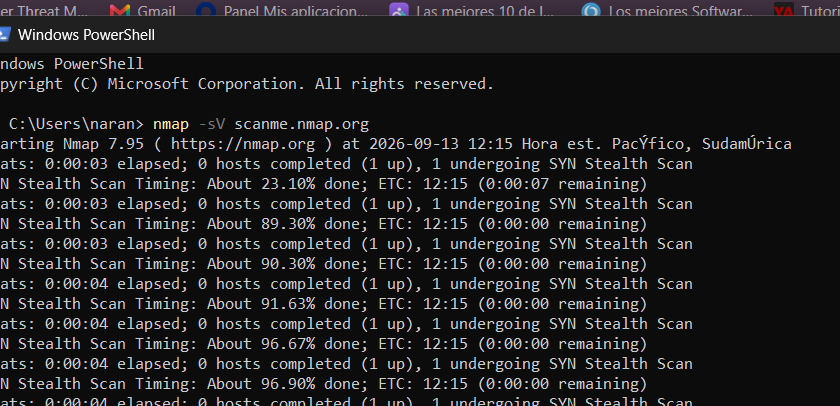 er Threat M... Gmail Panel Mis aplicacion... Las mejores 10 de I... Los mejores Softwar... Tutori
Windows PowerShell
ndows PowerShell
pyright (C) Microsoft Corporation. All rights reserved.
C:\Users\naran> nmap -sV scanme.nmap.org
arting Nmap 7.95 ( https://nmap.org ) at 2026-09-13 12:15 Hora est. PacÝfico, SudamÚrica
ats: 0:00:03 elapsed; 0 hosts completed (1 up), 1 undergoing SYN Stealth Scan
N Stealth Scan Timing: About 23.10% done; ETC: 12:15 (0:00:07 remaining)
ats: 0:00:03 elapsed; 0 hosts completed (1 up), 1 undergoing SYN Stealth Scan
N Stealth Scan Timing: About 89.30% done; ETC: 12:15 (0:00:00 remaining)
ats: 0:00:03 elapsed; 0 hosts completed (1 up), 1 undergoing SYN Stealth Scan
N Stealth Scan Timing: About 90.30% done; ETC: 12:15 (0:00:00 remaining)
ats: 0:00:04 elapsed; 0 hosts completed (1 up), 1 undergoing SYN Stealth Scan
N Stealth Scan Timing: About 91.63% done; ETC: 12:15 (0:00:00 remaining)
ats: 0:00:04 elapsed; 0 hosts completed (1 up), 1 undergoing SYN Stealth Scan
N Stealth Scan Timing: About 96.67% done; ETC: 12:15 (0:00:00 remaining)
ats: 0:00:04 elapsed; 0 hosts completed (1 up), 1 undergoing SYN Stealth Scan
N Stealth Scan Timing: About 96.90% done; ETC: 12:15 (0:00:00 remaining)
ats: 0:00:04 elapsed; 0 hosts completed (1 up), 1 undergoing SYN Stealth Scan